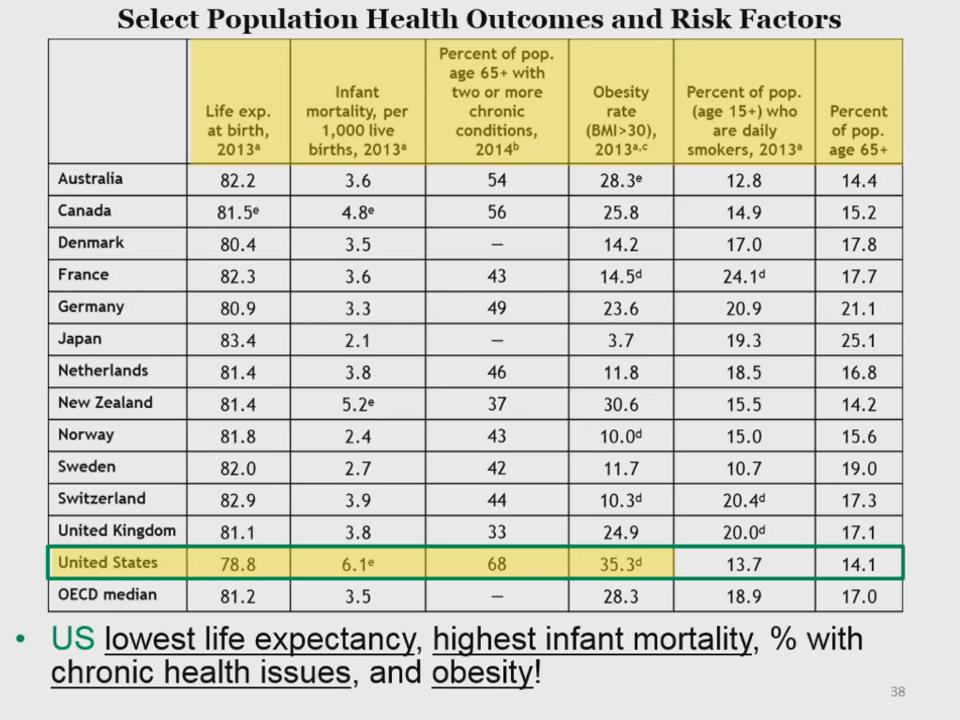 Select Population Health Outcomes and Risk Factors
Life exp. at birth, 2013ᵃ
Infant mortality, per 1,000 live births, 2013ᵃ
Percent of pop. age 65+ with two or more chronic conditions, 2014ᵇ
Obesity rate (BMI>30), 2013ᵃ,ᶜ
Percent of pop. (age 15+) who are daily smokers, 2013ᵃ
Percent of pop. age 65+
Australia 82.2 3.6 54 28.3ᵉ 12.8 14.4
Canada 81.5ᵉ 4.8ᵉ 56 25.8 14.9 15.2
Denmark 80.4 3.5 — 14.2 17.0 17.8
France 82.3 3.6 43 14.5ᵈ 24.1ᵈ 17.7
Germany 80.9 3.3 49 23.6 20.9 21.1
Japan 83.4 2.1 — 3.7 19.3 25.1
Netherlands 81.4 3.8 46 11.8 18.5 16.8
New Zealand 81.4 5.2ᵉ 37 30.6 15.5 14.2
Norway 81.8 2.4 43 10.0ᵈ 15.0 15.6
Sweden 82.0 2.7 42 11.7 10.7 19.0
Switzerland 82.9 3.9 44 10.3ᵈ 20.4ᵈ 17.3
United Kingdom 81.1 3.8 33 24.9 20.0ᵈ 17.1
United States 78.8 6.1ᵉ 68 35.3ᵈ 13.7 14.1
OECD median 81.2 3.5 — 28.3 18.9 17.0
• US lowest life expectancy, highest infant mortality, % with
chronic health issues, and obesity!
38